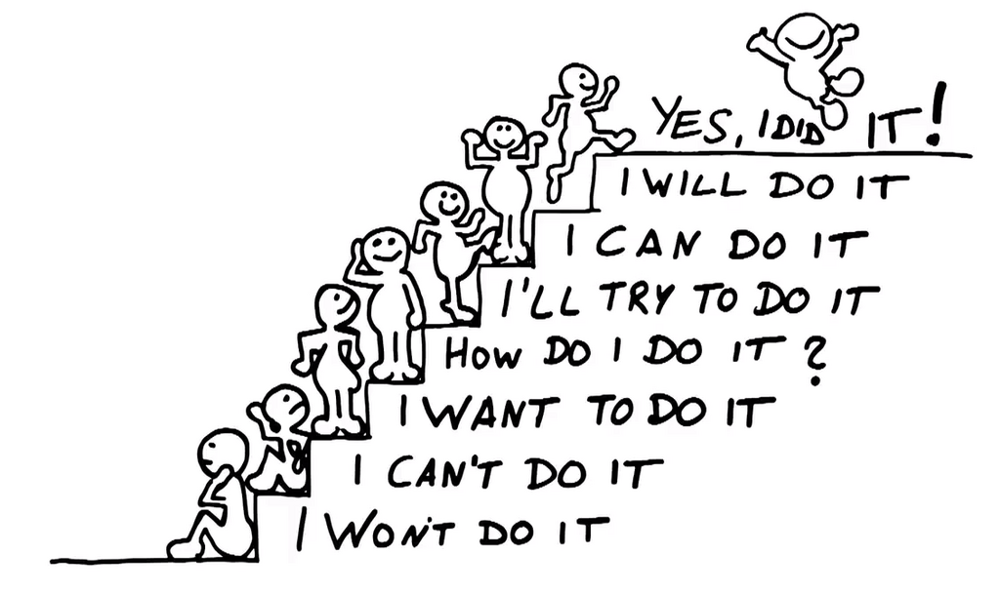 YES, I DID IT!
I WILL DO IT
I CAN DO IT
I'LL TRY TO DO IT
HOW DO I DO IT?
I WANT TO DO IT
I CAN'T DO IT
I WON'T DO IT